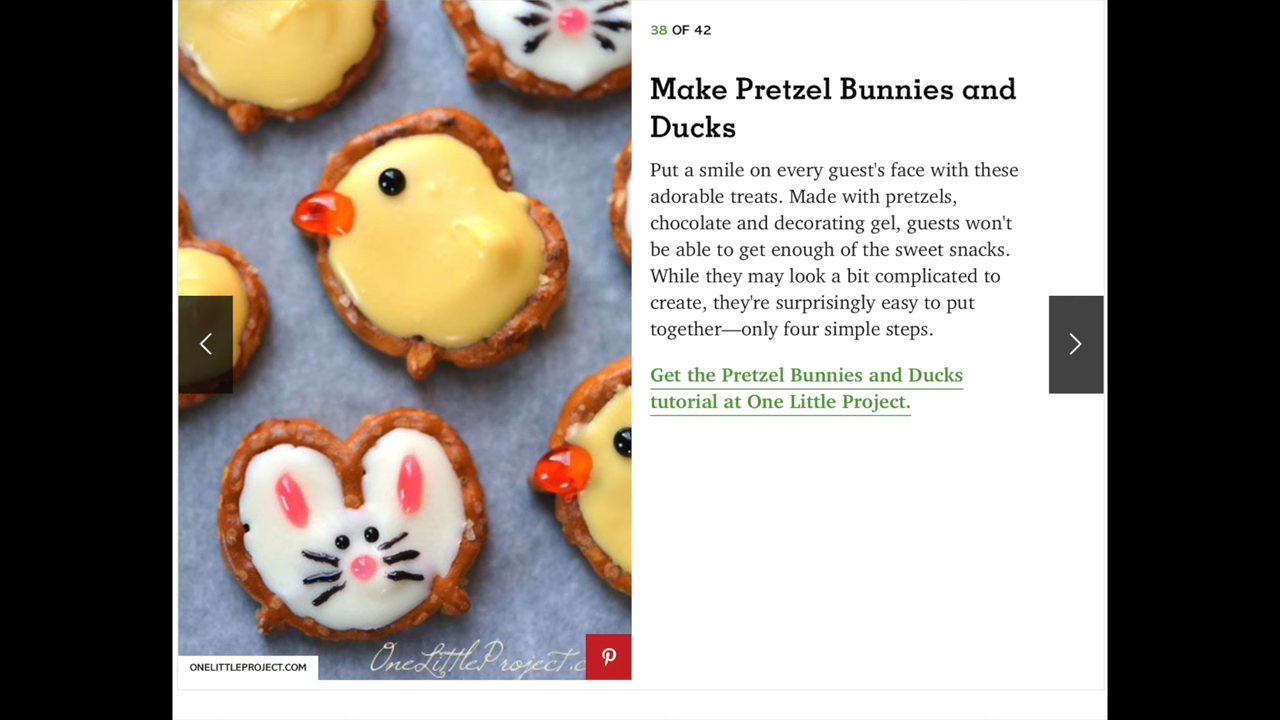 38 OF 42
Make Pretzel Bunnies and
Ducks
Put a smile on every guest's face with these
adorable treats. Made with pretzels,
chocolate and decorating gel, guests won't
be able to get enough of the sweet snacks.
While they may look a bit complicated to
create, they're surprisingly easy to put
together—only four simple steps.
Get the Pretzel Bunnies and Ducks
tutorial at One Little Project.
OneLittleProject.c
ONELITTLEPROJECT.COM